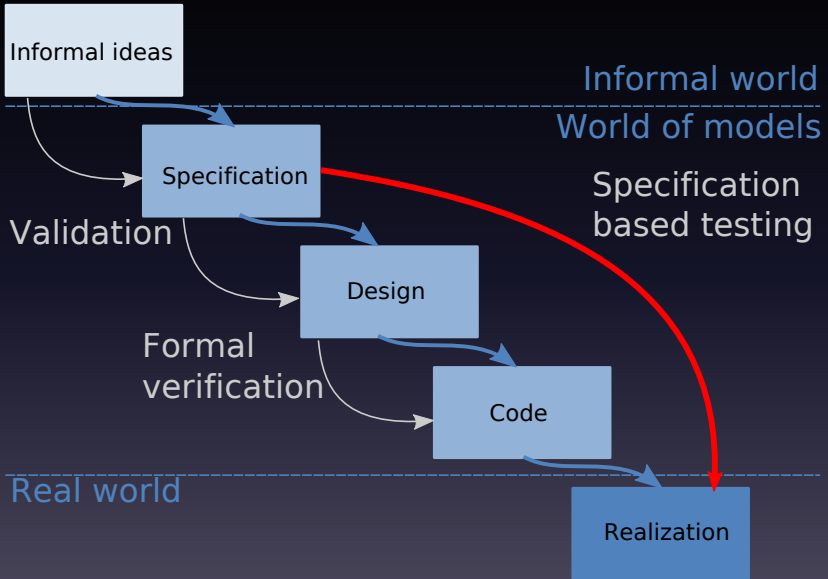 Informal ideas
Informal world
World of models
Specification
Specification
based testing
Validation
Design
Formal
verification
Code
Real world
Realization